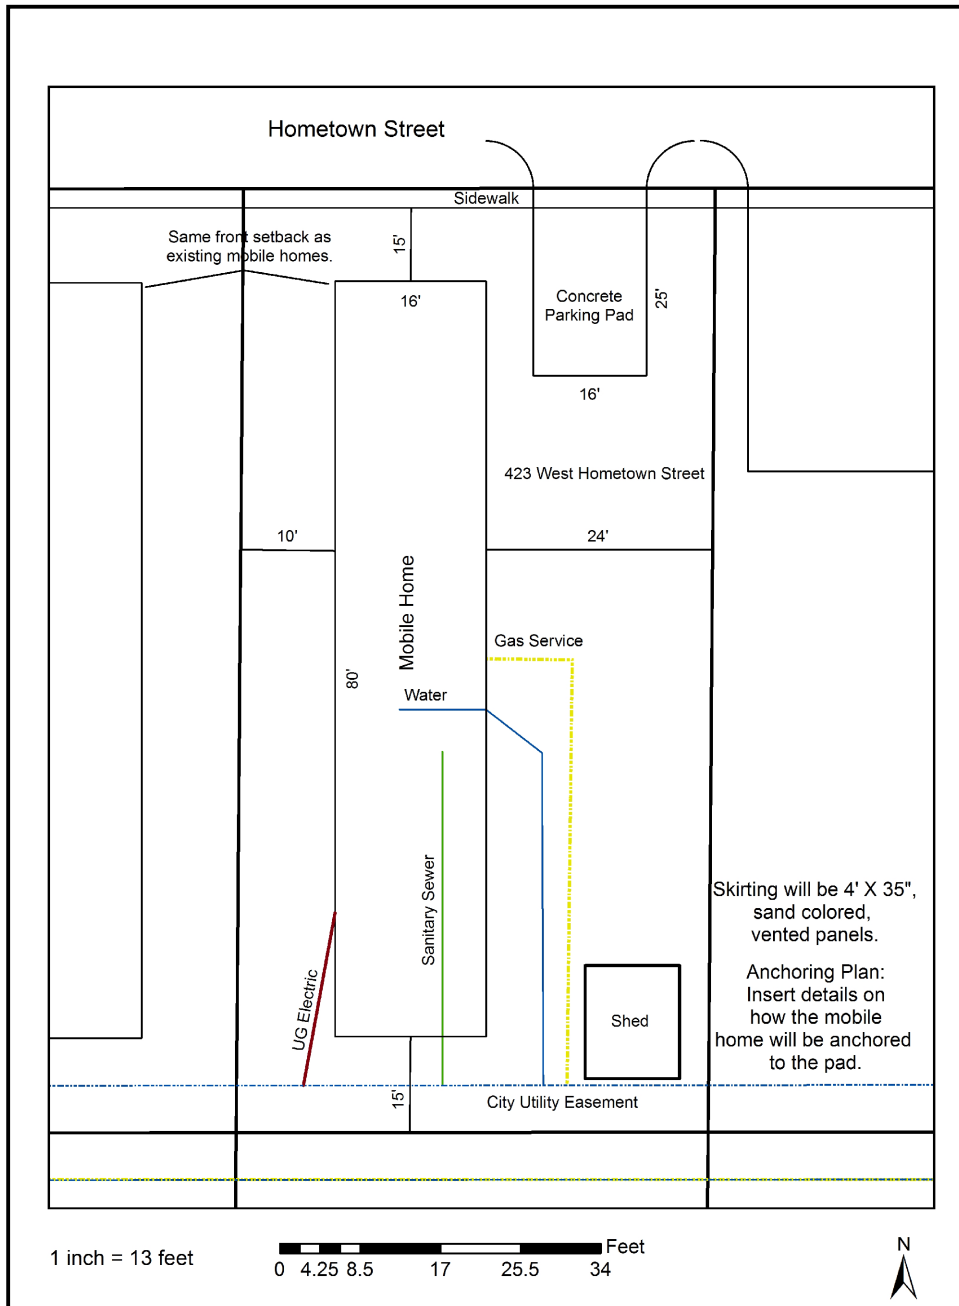 Hometown Street
Sidewalk
Same front setback as
existing mobile homes.
15'
16'
Concrete
Parking Pad
25'
16'
423 West Hometown Street
10'
24'
Mobile Home
80'
Gas Service
Water
Sanitary Sewer
UG Electric
Shed
Skirting will be 4' X 35",
sand colored,
vented panels.
Anchoring Plan:
Insert details on
how the mobile
home will be anchored
to the pad.
15'
City Utility Easement
1 inch = 13 feet
Feet
0 4.25 8.5 17 25.5 34
N